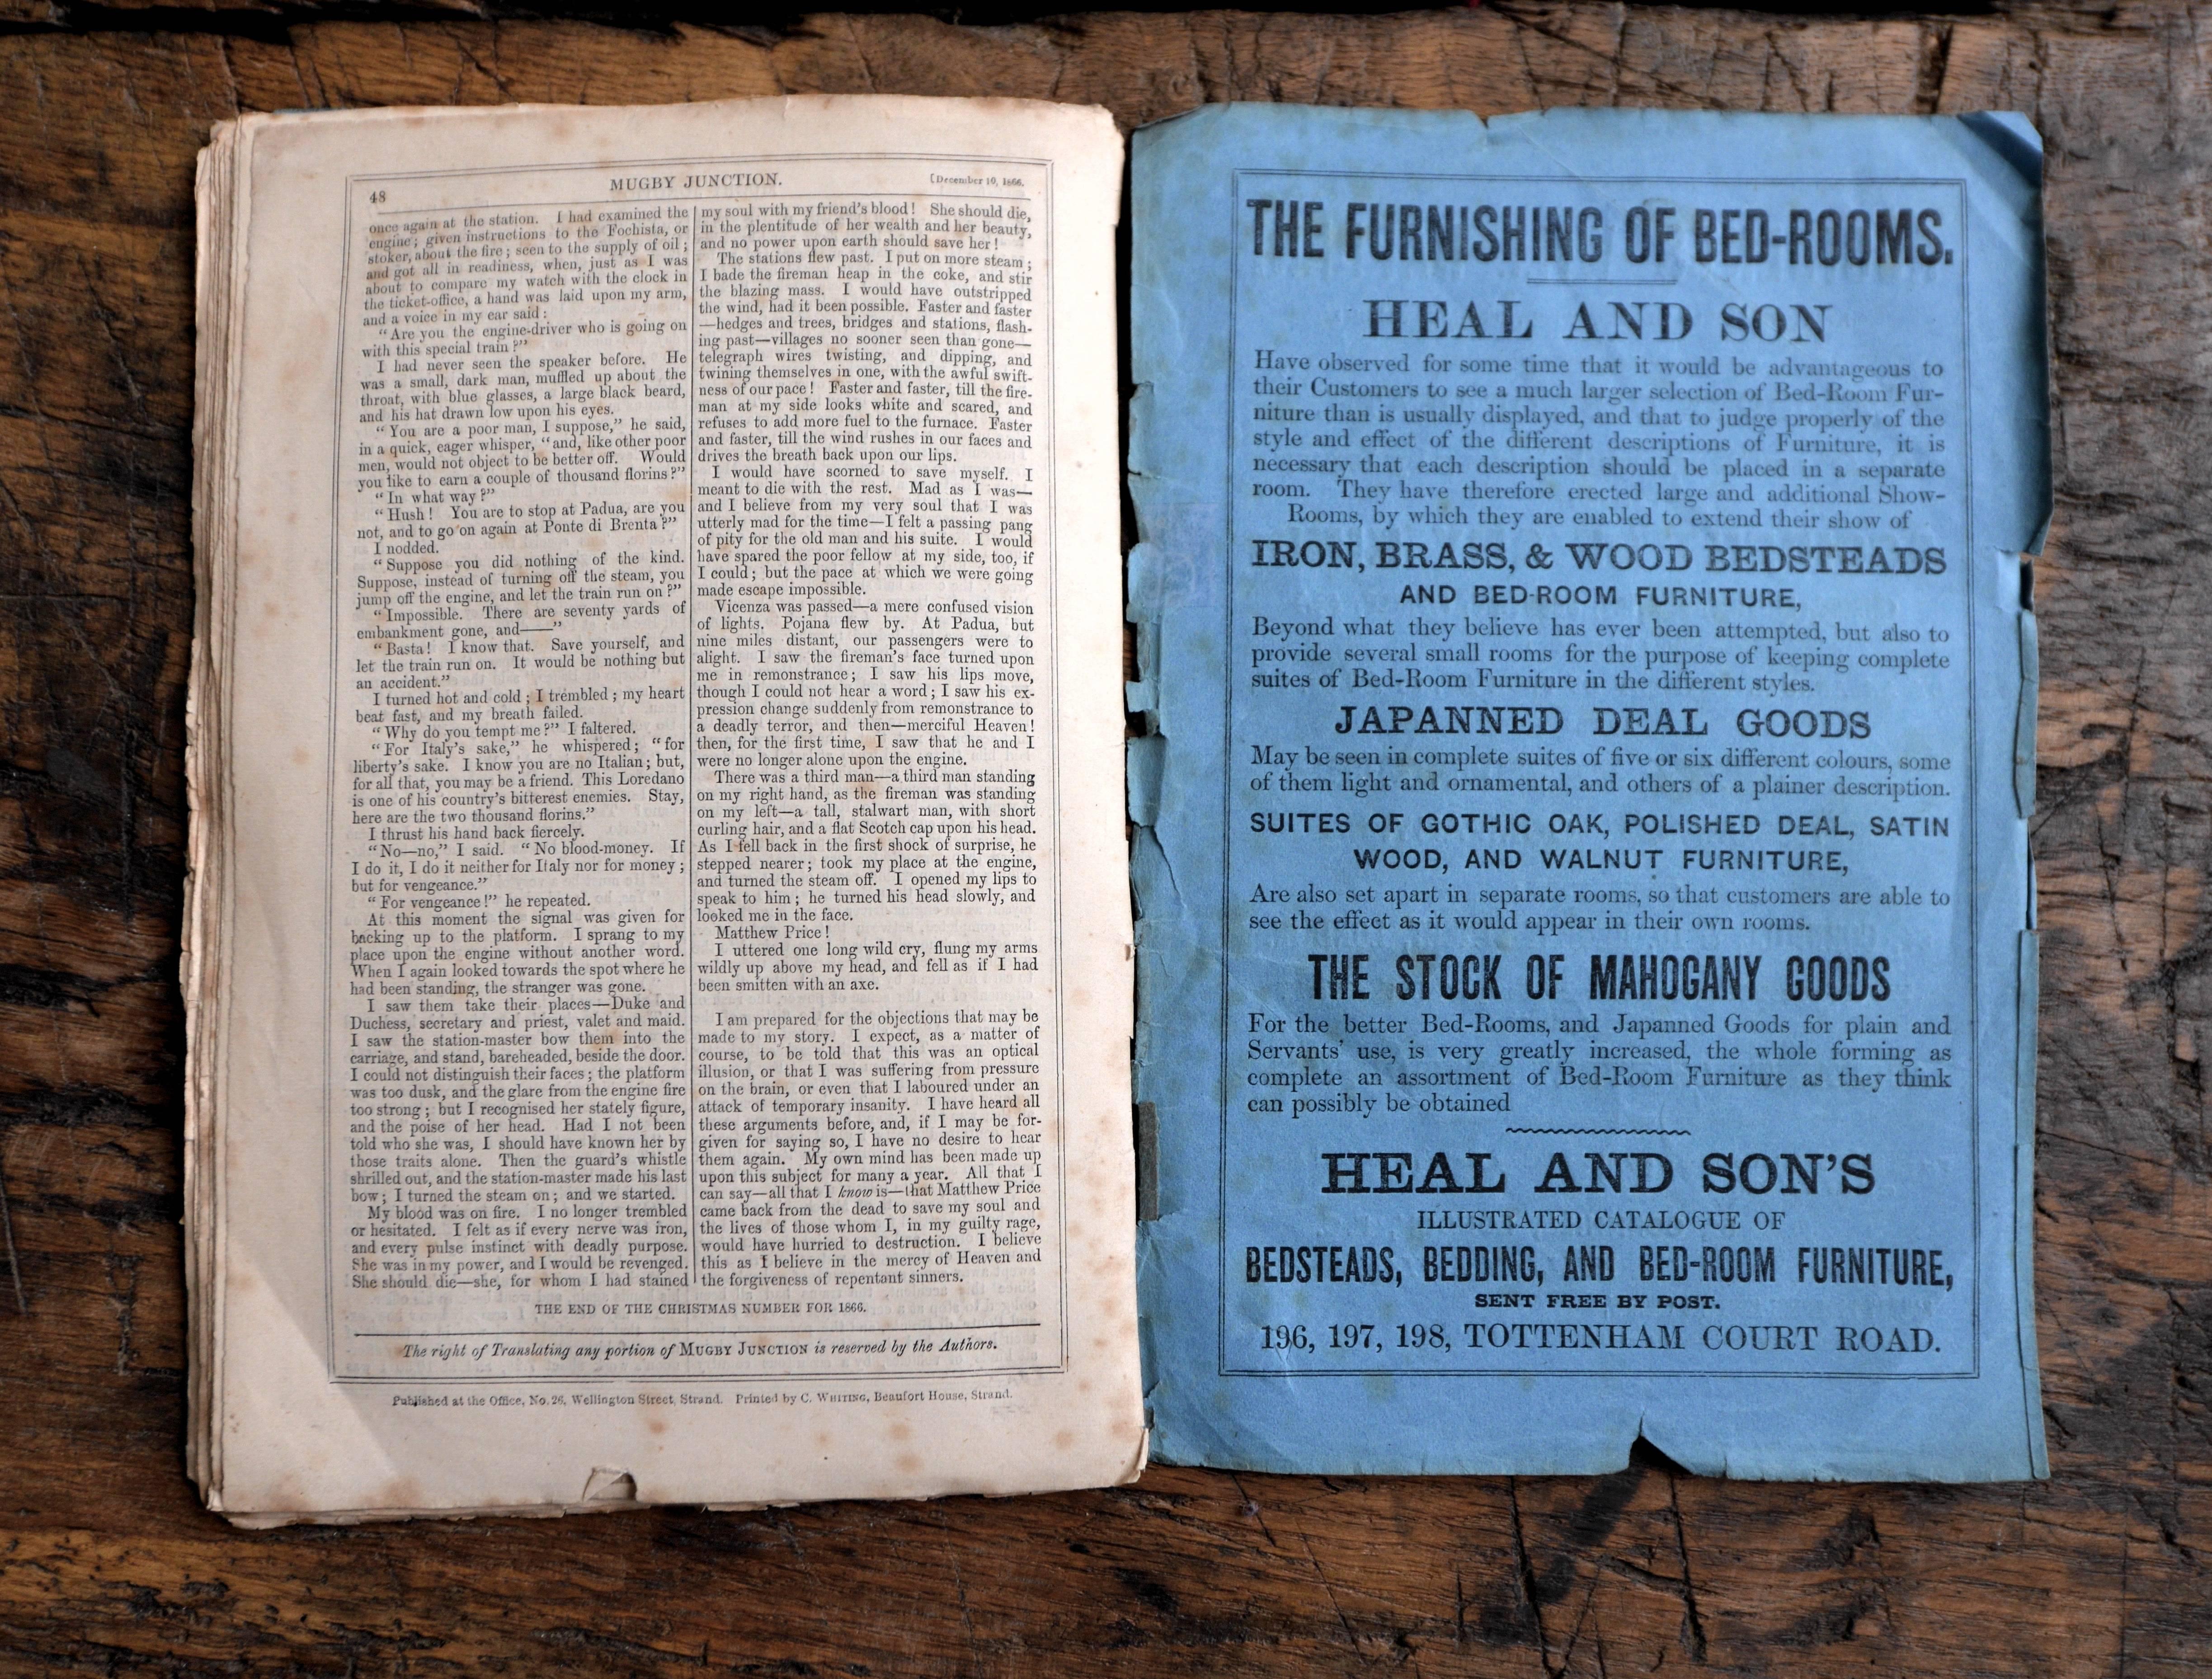 48
MUGBY JUNCTION.
[December 10, 1866.
once again at the station. I had examined the
engine; given instructions to the Fochista, or
stoker, about the fire; seen to the supply of oil;
and got all in readiness, when, just as I was
about to compare my watch with the clock in
the ticket-office, a hand was laid upon my arm,
and a voice in my ear said:
“Are you the engine-driver who is going on
with this special train?”
I had never seen the speaker before. He
was a small, dark man, muffled up about the
throat, with blue glasses, a large black beard,
and his hat drawn low upon his eyes.
“You are a poor man, I suppose,” he said,
in a quick, eager whisper, “and, like other poor
men, would not object to be better off. Would
you like to earn a couple of thousand florins?”
“In what way?”
“Hush! You are to stop at Padua, are you
not, and to go on again at Ponte di Brenta?”
I nodded.
“Suppose you did nothing of the kind.
Suppose, instead of turning off the steam, you
jump off the engine, and let the train run on?”
“Impossible. There are seventy yards of
embankment gone, and——”
“Basta! I know that. Save yourself, and
let the train run on. It would be nothing but
an accident.”
I turned hot and cold; I trembled; my heart
beat fast, and my breath failed.
“Why do you tempt me?” I faltered.
“For Italy’s sake,” he whispered; “for
liberty’s sake. I know you are no Italian; but,
for all that, you may be a friend. This Loredano
is one of his country’s bitterest enemies. Stay,
here are the two thousand florins.”
I thrust his hand back fiercely.
“No—no,” I said. “No blood-money. If
I do it, I do it neither for Italy nor for money;
but for vengeance.”
“For vengeance!” he repeated.
At this moment the signal was given for
backing up to the platform. I sprang to my
place upon the engine without another word.
When I again looked towards the spot where he
had been standing, the stranger was gone.
I saw them take their places—Duke and
Duchess, secretary and priest, valet and maid.
I saw the station-master bow them into the
carriage, and stand, bareheaded, beside the door.
I could not distinguish their faces; the platform
was too dusk, and the glare from the engine fire
too strong; but I recognised her stately figure,
and the poise of her head. Had I not been
told who she was, I should have known her by
those traits alone. Then the guard’s whistle
shrilled out, and the station-master made his last
bow; I turned the steam on; and we started.
My blood was on fire. I no longer trembled
or hesitated. I felt as if every nerve was iron,
and every pulse instinct with deadly purpose.
She was in my power, and I would be revenged.
She should die—she, for whom I had stained
my soul with my friend’s blood! She should die,
in the plentitude of her wealth and her beauty,
and no power upon earth should save her!
The stations flew past. I put on more steam;
I bade the fireman heap in the coke, and stir
the blazing mass. I would have outstripped
the wind, had it been possible. Faster and faster
—hedges and trees, bridges and stations, flash-
ing past—villages no sooner seen than gone—
telegraph wires twisting, and dipping, and
twining themselves in one, with the awful swift-
ness of our pace! Faster and faster, till the fire-
man at my side looks white and scared, and
refuses to add more fuel to the furnace. Faster
and faster, till the wind rushes in our faces and
drives the breath back upon our lips.
I would have scorned to save myself. I
meant to die with the rest. Mad as I was—
and I believe from my very soul that I was
utterly mad for the time—I felt a passing pang
of pity for the old man and his suite. I would
have spared the poor fellow at my side, too, if
I could; but the pace at which we were going
made escape impossible.
Vicenza was passed—a mere confused vision
of lights. Pojana flew by. At Padua, but
nine miles distant, our passengers were to
alight. I saw the fireman’s face turned upon
me in remonstrance; I saw his lips move,
though I could not hear a word; I saw his ex-
pression change suddenly from remonstrance to
a deadly terror, and then—merciful Heaven!
then, for the first time, I saw that he and I
were no longer alone upon the engine.
There was a third man—a third man standing
on my right hand, as the fireman was standing
on my left—a tall, stalwart man, with short
curling hair, and a flat Scotch cap upon his head.
As I fell back in the first shock of surprise, he
stepped nearer; took my place at the engine,
and turned the steam off. I opened my lips to
speak to him; he turned his head slowly, and
looked me in the face.
Matthew Price!
I uttered one long wild cry, flung my arms
wildly up above my head, and fell as if I had
been smitten with an axe.
I am prepared for the objections that may be
made to my story. I expect, as a matter of
course, to be told that this was an optical
illusion, or that I was suffering from pressure
on the brain, or even that I laboured under an
attack of temporary insanity. I have heard all
these arguments before, and, if I may be for-
given for saying so, I have no desire to hear
them again. My own mind has been made up
upon this subject for many a year. All that I
can say—all that I know is—that Matthew Price
came back from the dead to save my soul and
the lives of those whom I, in my guilty rage,
would have hurried to destruction. I believe
this as I believe in the mercy of Heaven and
the forgiveness of repentant sinners.
THE END OF THE CHRISTMAS NUMBER FOR 1866.
The right of Translating any portion of MUGBY JUNCTION is reserved by the Authors.
Published at the Office, No. 26, Wellington Street, Strand. Printed by C. WHITING, Beaufort House, Strand.
THE FURNISHING OF BED-ROOMS.
HEAL AND SON
Have observed for some time that it would be advantageous to
their Customers to see a much larger selection of Bed-Room Fur-
niture than is usually displayed, and that to judge properly of the
style and effect of the different descriptions of Furniture, it is
necessary that each description should be placed in a separate
room. They have therefore erected large and additional Show-
Rooms, by which they are enabled to extend their show of
IRON, BRASS, & WOOD BEDSTEADS
AND BED-ROOM FURNITURE,
Beyond what they believe has ever been attempted, but also to
provide several small rooms for the purpose of keeping complete
suites of Bed-Room Furniture in the different styles.
JAPANNED DEAL GOODS
May be seen in complete suites of five or six different colours, some
of them light and ornamental, and others of a plainer description.
SUITES OF GOTHIC OAK, POLISHED DEAL, SATIN
WOOD, AND WALNUT FURNITURE,
Are also set apart in separate rooms, so that customers are able to
see the effect as it would appear in their own rooms.
THE STOCK OF MAHOGANY GOODS
For the better Bed-Rooms, and Japanned Goods for plain and
Servants’ use, is very greatly increased, the whole forming as
complete an assortment of Bed-Room Furniture as they think
can possibly be obtained
HEAL AND SON’S
ILLUSTRATED CATALOGUE OF
BEDSTEADS, BEDDING, AND BED-ROOM FURNITURE,
SENT FREE BY POST.
196, 197, 198, TOTTENHAM COURT ROAD.